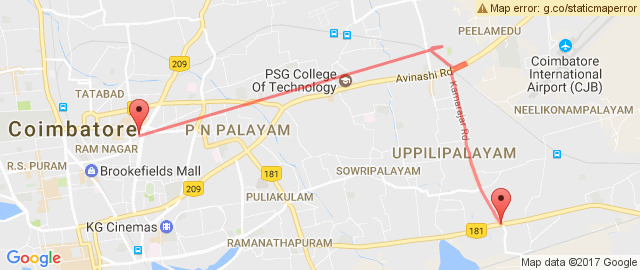 Map error: g.co/staticmaperror
PEELAMEDU
209
Coimbatore
International
Airport (CJB)
PSG College
Of Technology
Avinashi Rd
TATABAD
209
Kamarajar Rd
NEELIKONAMPALAYAM
Coimbatore
P N PALAYAM
RAM NAGAR
UPPILIPALAYAM
R.S. PURAM
Brookefields Mall
SOWRIPALAYAM
181
209
PULIAKULAM
KG Cinemas
181
RAMANATHAPURAM
Google
Map data ©2017 Google